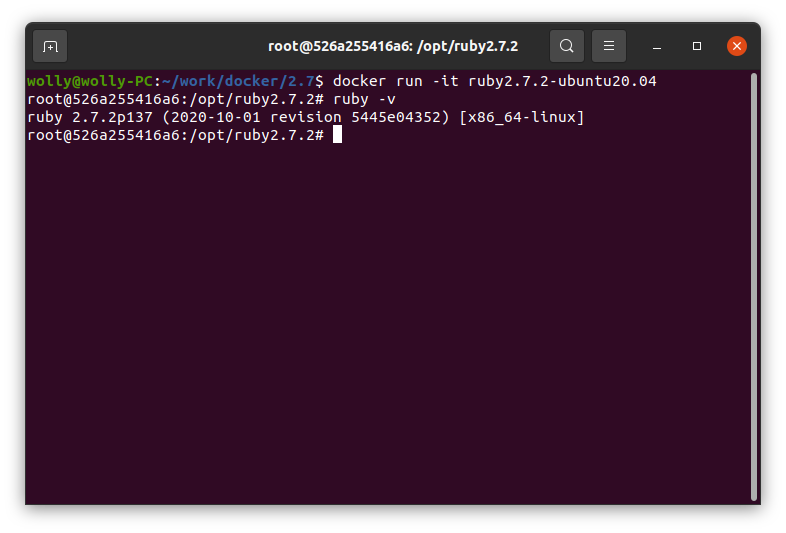 root@526a255416a6: /opt/ruby2.7.2
wolly@wolly-PC:~/work/docker/2.7$ docker run -it ruby2.7.2-ubuntu20.04
root@526a255416a6:/opt/ruby2.7.2# ruby -v
ruby 2.7.2p137 (2020-10-01 revision 5445e04352) [x86_64-linux]
root@526a255416a6:/opt/ruby2.7.2#